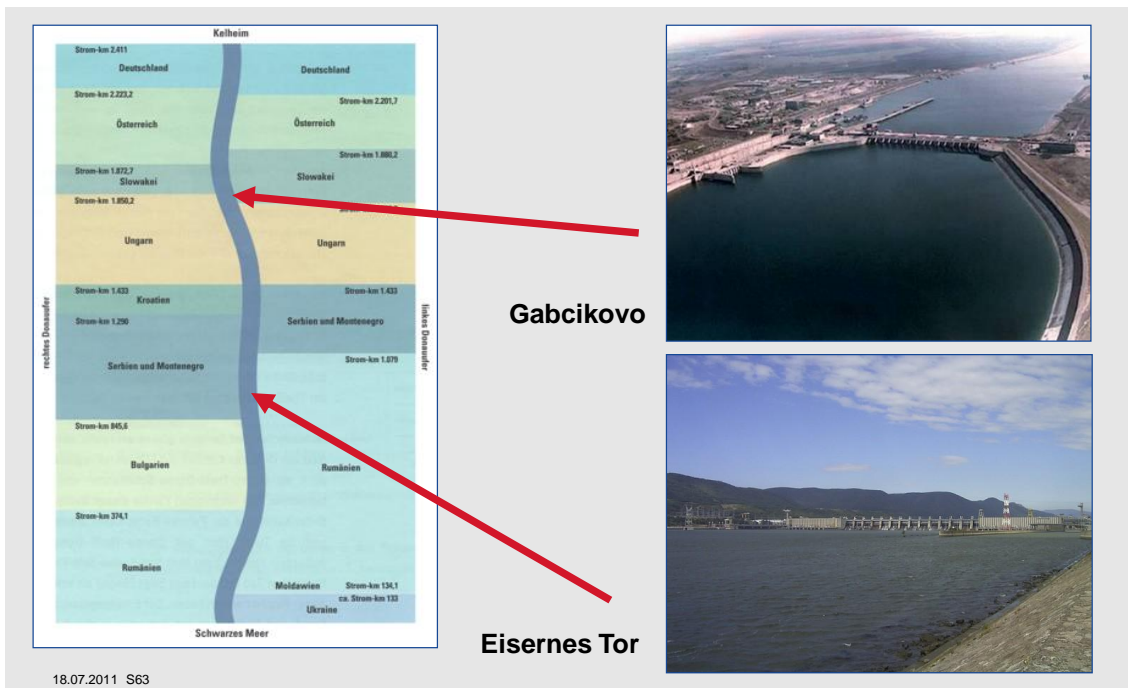 Kelheim
Strom-km 2.411
Deutschland
Deutschland
Strom-km 2.223,2
Strom-km 2.201,7
Österreich
Österreich
Strom-km 1.880,2
Strom-km 1.872,7
Slowakei
Slowakei
Strom-km 1.850,2
Ungarn
Ungarn
Strom-km 1.433
Strom-km 1.433
Kroatien
Strom-km 1.290
Serbien und Montenegro
Strom-km 1.079
Serbien und Montenegro
rechtes Donauufer
linkes Donauufer
Strom-km 845,6
Bulgarien
Rumänien
Strom-km 374,1
Rumänien
Moldawien
Strom-km 134,1
ca. Strom-km 133
Ukraine
Schwarzes Meer
Gabcikovo
Eisernes Tor
18.07.2011 S63